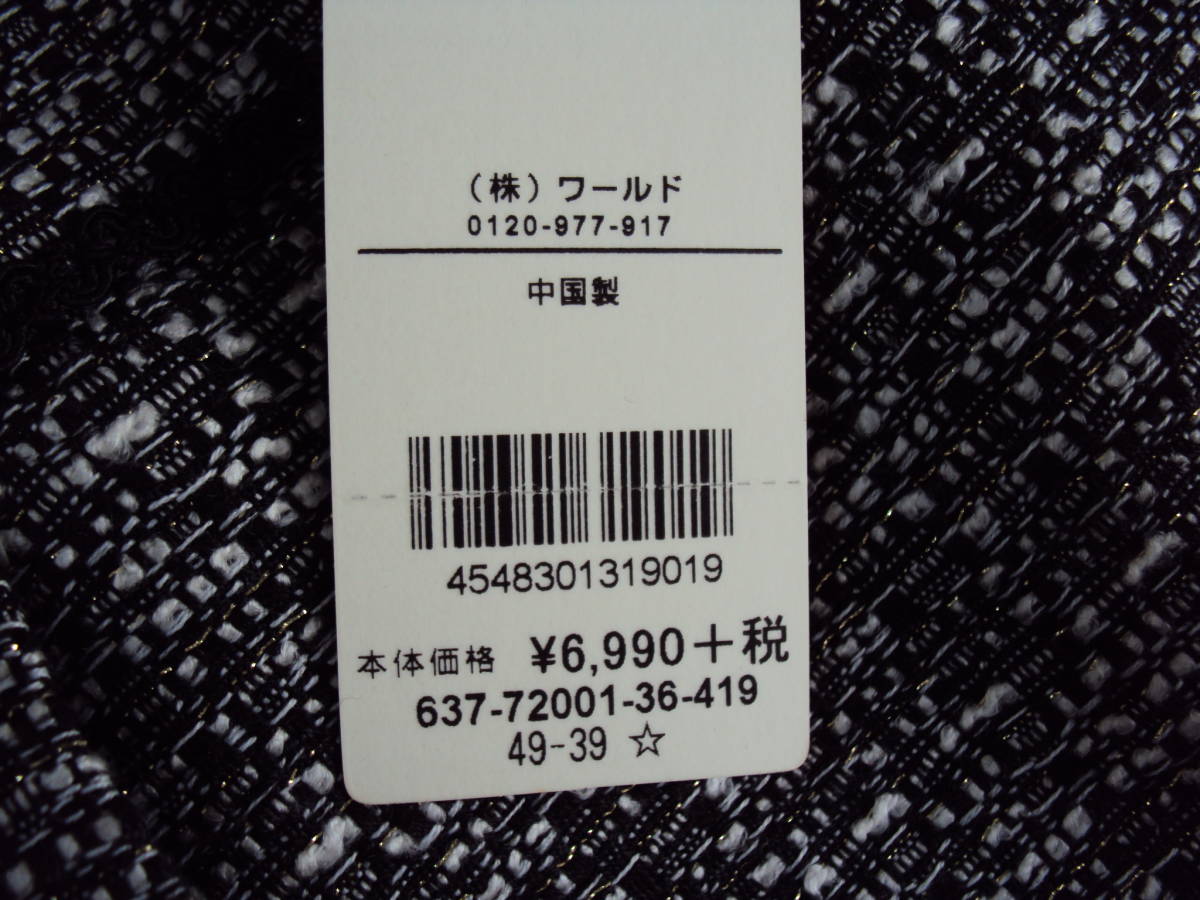 （株）ワールド
0120-977-917
中国製
4548301319019
本体価格 ¥6,990+税
637-72001-36-419
49-39 ☆